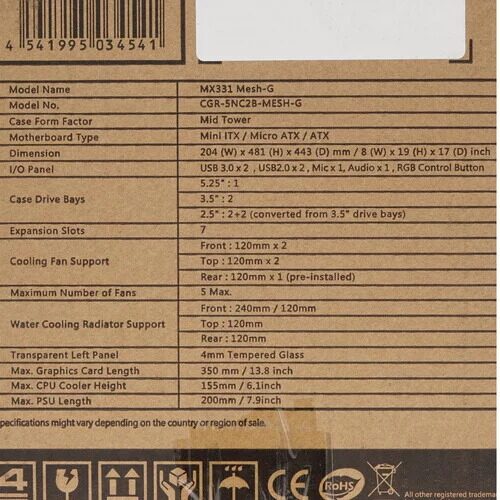 4 541995 034541
Model Name MX331 Mesh-G
Model No. CGR-5NC2B-MESH-G
Case Form Factor Mid Tower
Motherboard Type Mini ITX / Micro ATX / ATX
Dimension 204 (W) x 481 (H) x 443 (D) mm / 8 (W) x 19 (H) x 17 (D) inch
I/O Panel USB 3.0 x 2 , USB2.0 x 2 , Mic x 1, Audio x 1 , RGB Control Button
Case Drive Bays 5.25" : 1
3.5" : 2
2.5" : 2+2 (converted from 3.5" drive bays)
Expansion Slots 7
Cooling Fan Support Front : 120mm x 2
Top : 120mm x 2
Rear : 120mm x 1 (pre-installed)
Maximum Number of Fans 5 Max.
Water Cooling Radiator Support Front : 240mm / 120mm
Top : 120mm
Rear : 120mm
Transparent Left Panel 4mm Tempered Glass
Max. Graphics Card Length 350 mm / 13.8 inch
Max. CPU Cooler Height 155mm / 6.1inch
Max. PSU Length 200mm / 7.9inch
pecifications might vary depending on the country or region of sale.
4
CE
RoHS
All other registered tradema